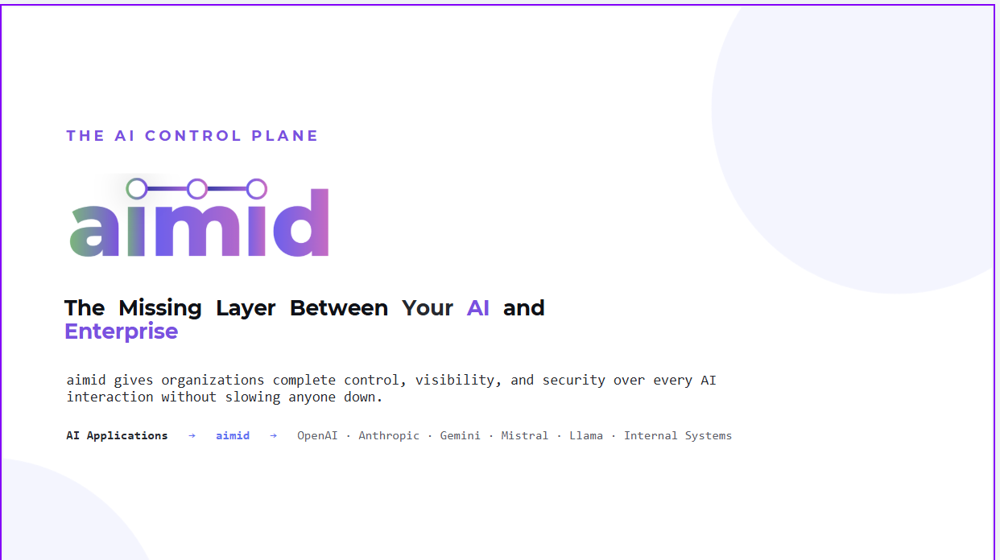 THE AI CONTROL PLANE
aimid
The Missing Layer Between Your AI and
Enterprise
aimid gives organizations complete control, visibility, and security over every AI
interaction without slowing anyone down.
AI Applications → aimid → OpenAI · Anthropic · Gemini · Mistral · Llama · Internal Systems